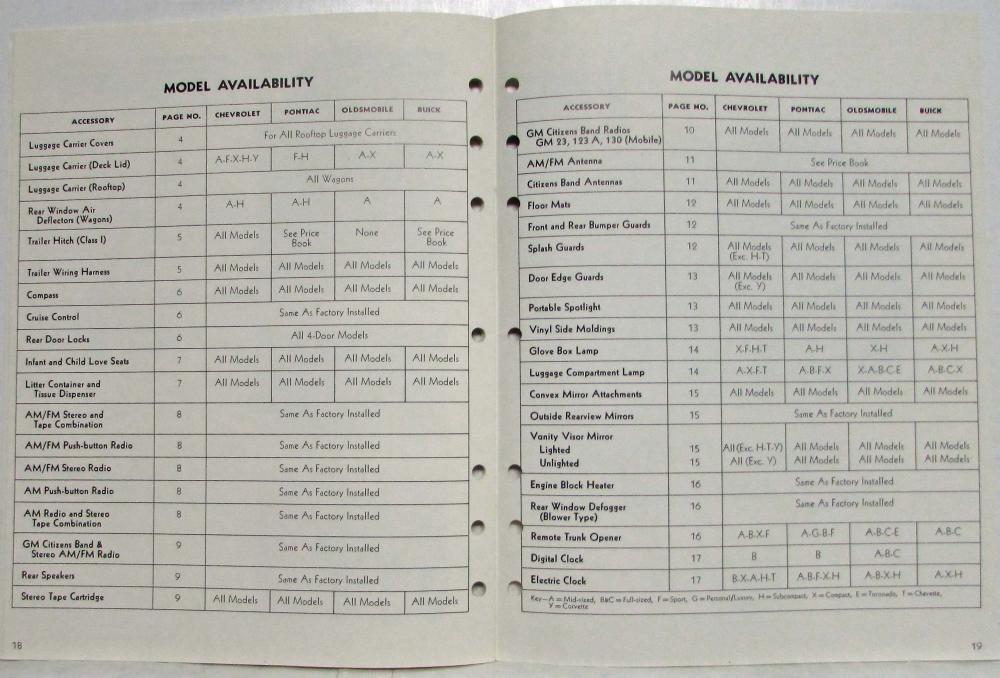 MODEL AVAILABILITY
ACCESSORY PAGE NO. CHEVROLET PONTIAC OLDSMOBILE BUICK
Luggage Carrier Covers 4 For All Rooftop Luggage Carriers
Luggage Carrier (Deck Lid) 4 A-F-X-H-Y F-H A-X A-X
Luggage Carrier (Rooftop) 4 All Wagons
Rear Window Air 4 A-H A-H A A
Deflectors (Wagons)
Trailer Hitch (Class I) 5 All Models See Price None See Price
Book Book
Trailer Wiring Harness 5 All Models All Models All Models All Models
Compass 6 All Models All Models All Models All Models
Cruise Control 6 Same As Factory Installed
Rear Door Locks 6 All 4-Door Models
Infant and Child Love Seats 7 All Models All Models All Models All Models
Litter Container and 7 All Models All Models All Models All Models
Tissue Dispenser
AM/FM Stereo and 8 Same As Factory Installed
Tape Combination
AM/FM Push-button Radio 8 Same As Factory Installed
AM/FM Stereo Radio 8 Same As Factory Installed
AM Push-button Radio 8 Same As Factory Installed
AM Radio and Stereo 8 Same As Factory Installed
Tape Combination
GM Citizens Band & 9 Same As Factory Installed
Stereo AM/FM Radio
Rear Speakers 9 Same As Factory Installed
Stereo Tape Cartridge 9 All Models All Models All Models All Models
18
MODEL AVAILABILITY
ACCESSORY PAGE NO. CHEVROLET PONTIAC OLDSMOBILE BUICK
GM Citizens Band Radios 10 All Models All Models All Models All Models
GM 23, 123 A, 130 (Mobile)
AM/FM Antenna 11 See Price Book
Citizens Band Antennas 11 All Models All Models All Models All Models
Floor Mats 12 All Models All Models All Models All Models
Front and Rear Bumper Guards 12 Same As Factory Installed
Splash Guards 12 All Models All Models All Models All Models
(Exc. H-T)
Door Edge Guards 13 All Models All Models All Models All Models
(Exc. Y)
Portable Spotlight 13 All Models All Models All Models All Models
Vinyl Side Moldings 13 All Models All Models All Models All Models
Glove Box Lamp 14 X-F-H-T A-H X-H A-X-H
Luggage Compartment Lamp 14 A-X-F-T A-B-F-X X-A-B-C-E A-B-C-X
Convex Mirror Attachments 15 All Models All Models All Models All Models
Outside Rearview Mirrors 15 Same As Factory Installed
Vanity Visor Mirror
Lighted 15 All (Exc. H-T-Y) All Models All Models All Models
Unlighted 15 All (Exc. Y) All Models All Models All Models
Engine Block Heater 16 Same As Factory Installed
Rear Window Defogger 16 Same As Factory Installed
(Blower Type)
Remote Trunk Opener 16 A-B-X-F A-G-B-F A-B-C-E A-B-C
Digital Clock 17 B B A-B-C
Electric Clock 17 B-X-A-H-T A-B-F-X-H A-B-X-H A-X-H
Key—A = Mid-sized, B&C = Full-sized, F = Sport, G = Personal/Luxury, H = Subcompact, X = Compact, E = Toronado, T = Chevette,
Y = Corvette
19